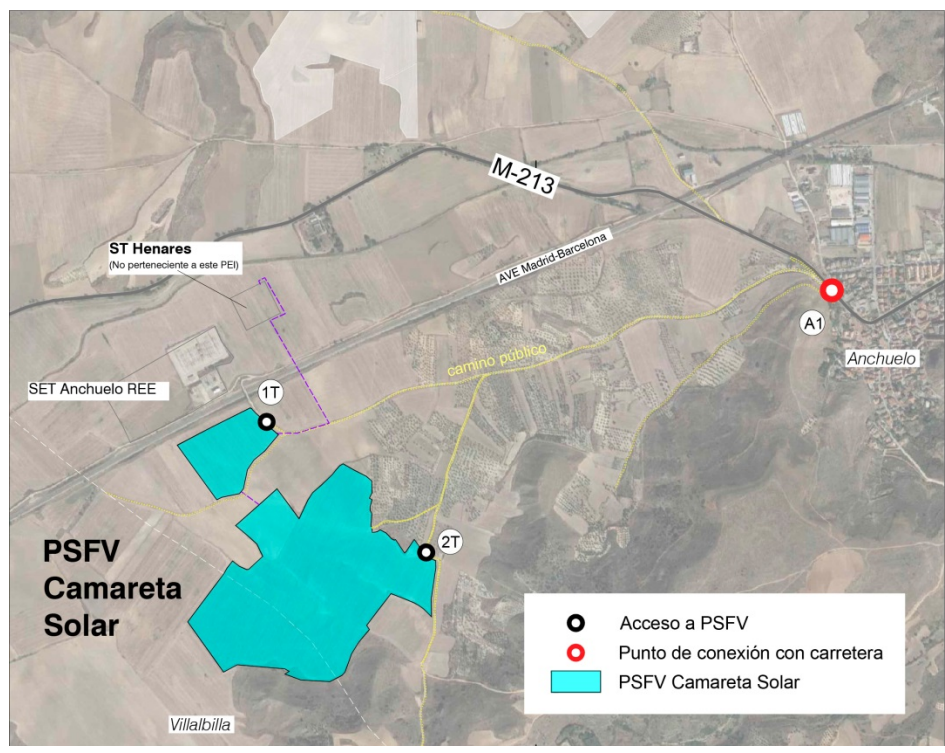 M-213
ST Henares
(No perteneciente a este PEI)
AVE Madrid-Barcelona
A1
camino público
Anchuelo
SET Anchuelo REE
1T
2T
PSFV
Camareta
Solar
Acceso a PSFV
Punto de conexión con carretera
PSFV Camareta Solar
Villalbilla